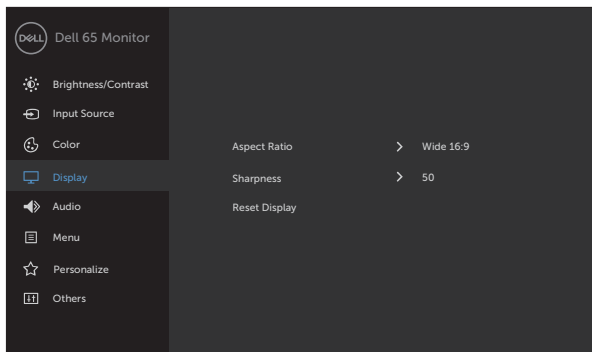 DELL Dell 65 Monitor
Brightness/Contrast
Input Source
Color
Aspect Ratio Wide 16:9
Display
Sharpness 50
Audio
Reset Display
Menu
Personalize
Others